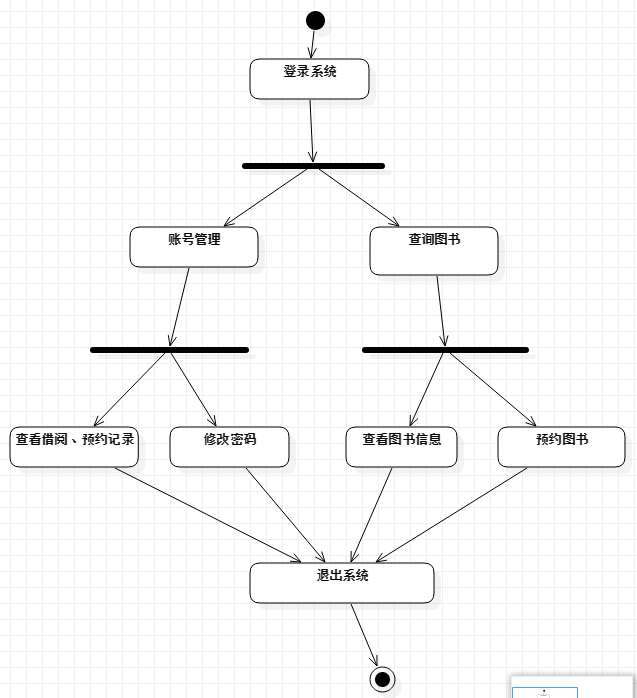 登录系统
账号管理
查询图书
查看借阅、预约记录
修改密码
查看图书信息
预约图书
退出系统